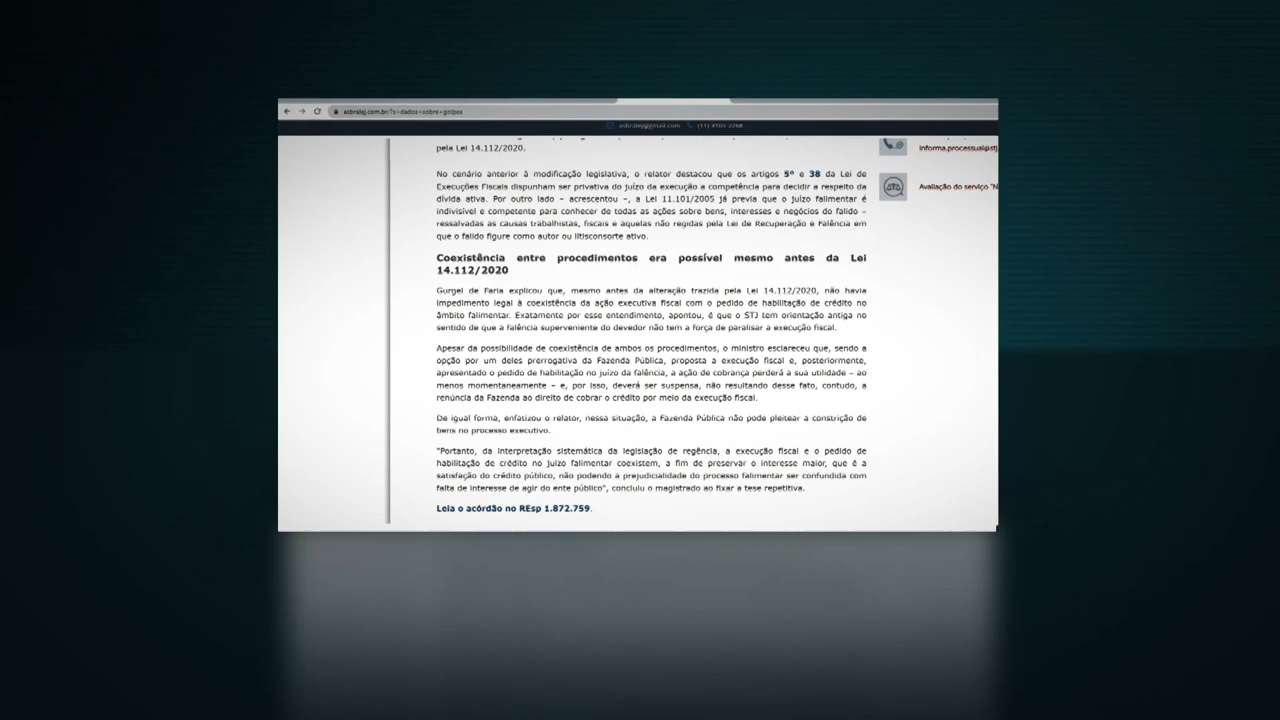 asbralej.com.br/?s=dados+sobre+golpes
asbralej@gmail.com
pela Lei 14.112/2020.
informa.processual@stj.
No cenário anterior à modificação legislativa, o relator destacou que os artigos 5º e 38 da Lei de
Execuções Fiscais dispunham ser privativa do juízo da execução a competência para decidir a respeito da
Avaliação do serviço "N
dívida ativa. Por outro lado – acrescentou –, a Lei 11.101/2005 já previa que o juízo falimentar é
indivisível e competente para conhecer de todas as ações sobre bens, interesses e negócios do falido –
ressalvadas as causas trabalhistas, fiscais e aquelas não regidas pela Lei de Recuperação e Falência em
que o falido figure como autor ou litisconsorte ativo.
Coexistência entre procedimentos era possível mesmo antes da Lei
14.112/2020
Gurgel de Faria explicou que, mesmo antes da alteração trazida pela Lei 14.112/2020, não havia
impedimento legal à coexistência da ação executiva fiscal com o pedido de habilitação de crédito no
âmbito falimentar. Exatamente por esse entendimento, apontou, é que o STJ tem orientação antiga no
sentido de que a falência superveniente do devedor não tem a força de paralisar a execução fiscal.
Apesar da possibilidade de coexistência de ambos os procedimentos, o ministro esclareceu que, sendo a
opção por um deles prerrogativa da Fazenda Pública, proposta a execução fiscal e, posteriormente,
apresentado o pedido de habilitação no juízo da falência, a ação de cobrança perderá a sua utilidade – ao
menos momentaneamente – e, por isso, deverá ser suspensa, não resultando desse fato, contudo, a
renúncia da Fazenda ao direito de cobrar o crédito por meio da execução fiscal.
De igual forma, enfatizou o relator, nessa situação, a Fazenda Pública não pode pleitear a constrição de
bens no processo executivo.
"Portanto, da interpretação sistemática da legislação de regência, a execução fiscal e o pedido de
habilitação de crédito no juízo falimentar coexistem, a fim de preservar o interesse maior, que é a
satisfação do crédito público, não podendo a prejudicialidade do processo falimentar ser confundida com
falta de interesse de agir do ente público", concluiu o magistrado ao fixar a tese repetitiva.
Leia o acórdão no REsp 1.872.759.